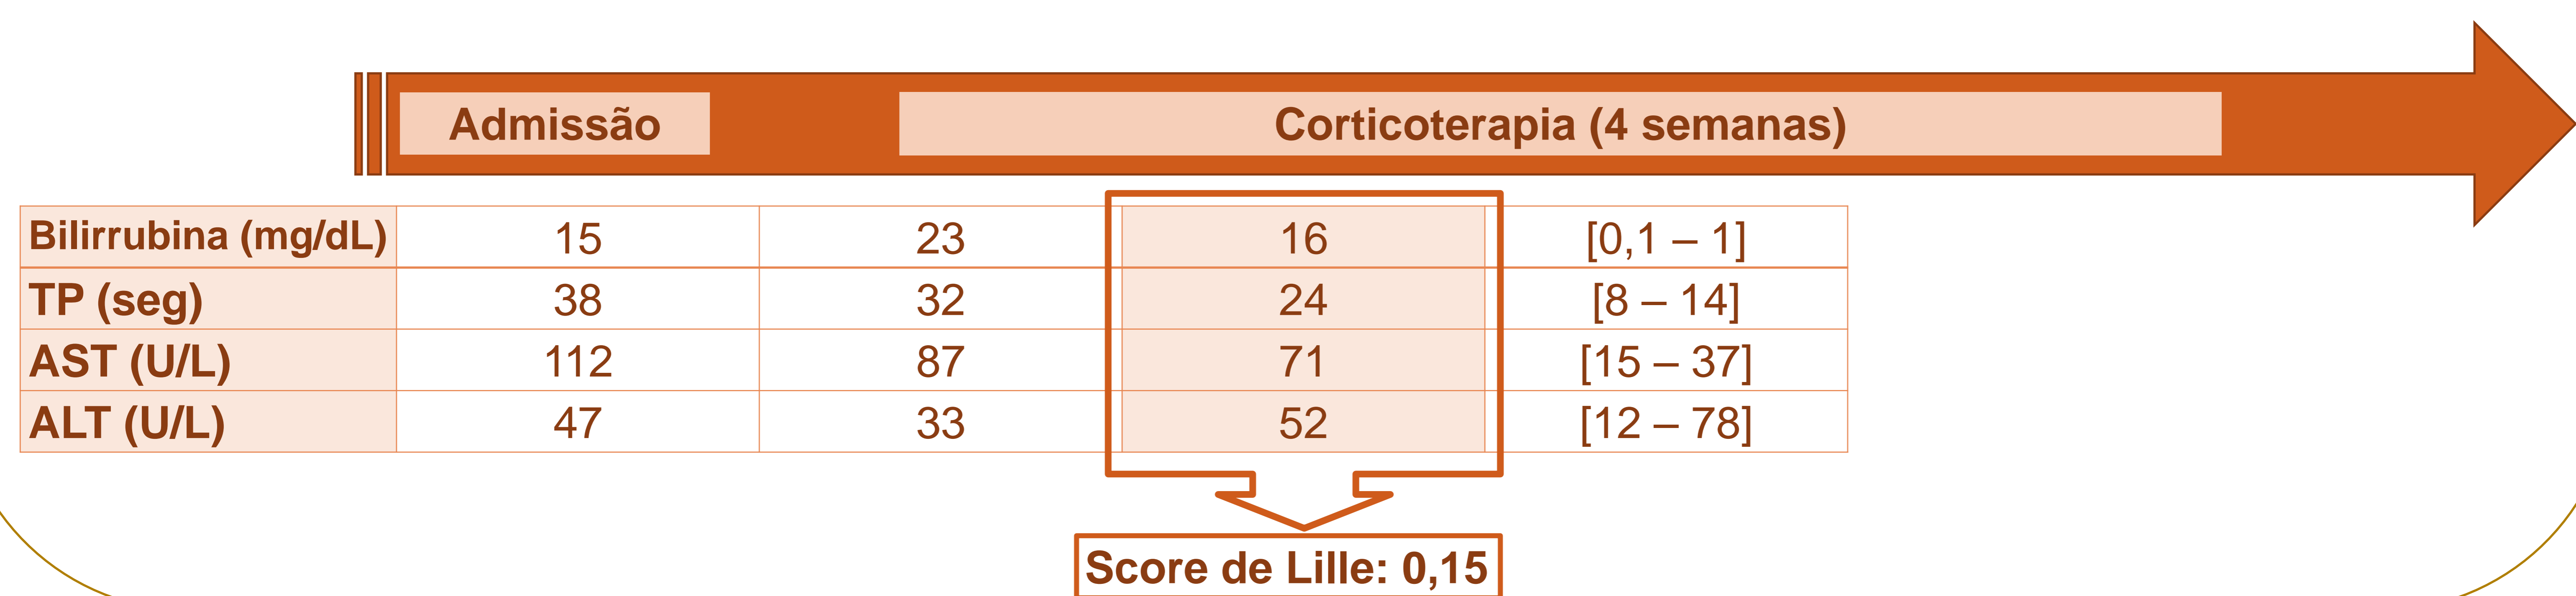 Admissão
Corticoterapia (4 semanas)
Bilirrubina (mg/dL) 15 23 16 [0,1 – 1]
TP (seg) 38 32 24 [8 – 14]
AST (U/L) 112 87 71 [15 – 37]
ALT (U/L) 47 33 52 [12 – 78]
Score de Lille: 0,15